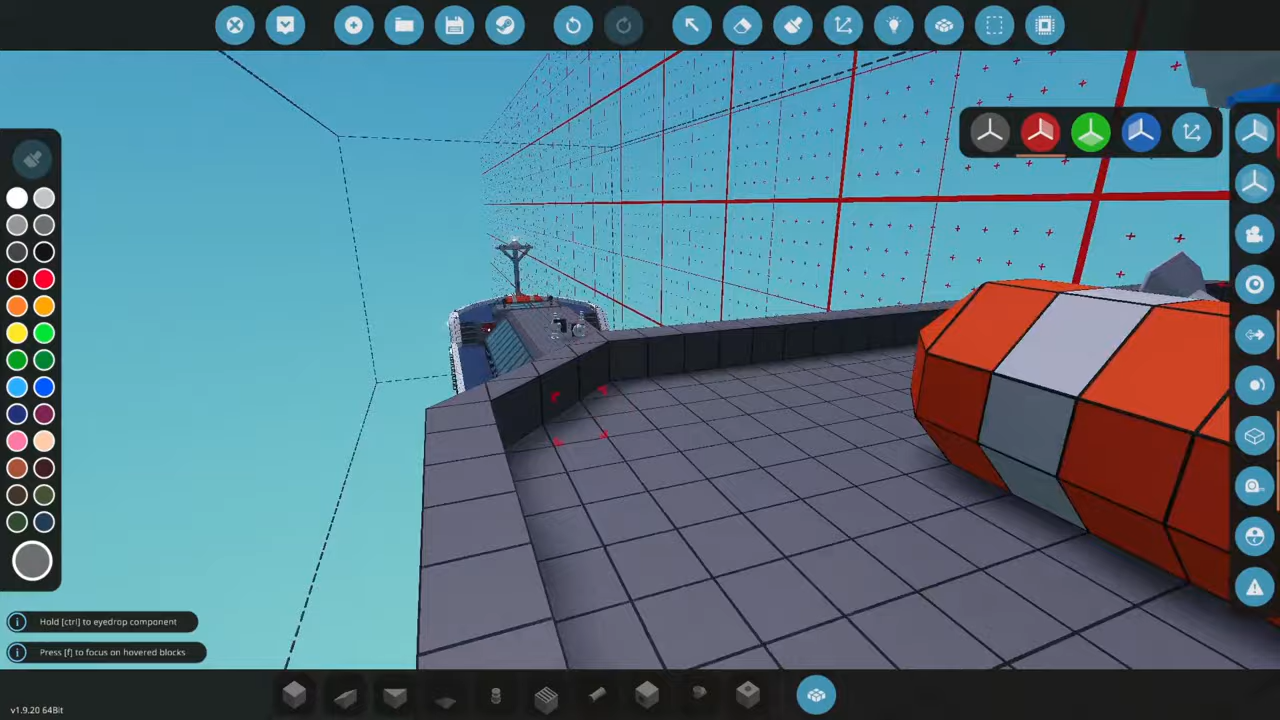 Hold [ctrl] to eyedrop component
Press [f] to focus on hovered blocks
v1.9.20 64Bit